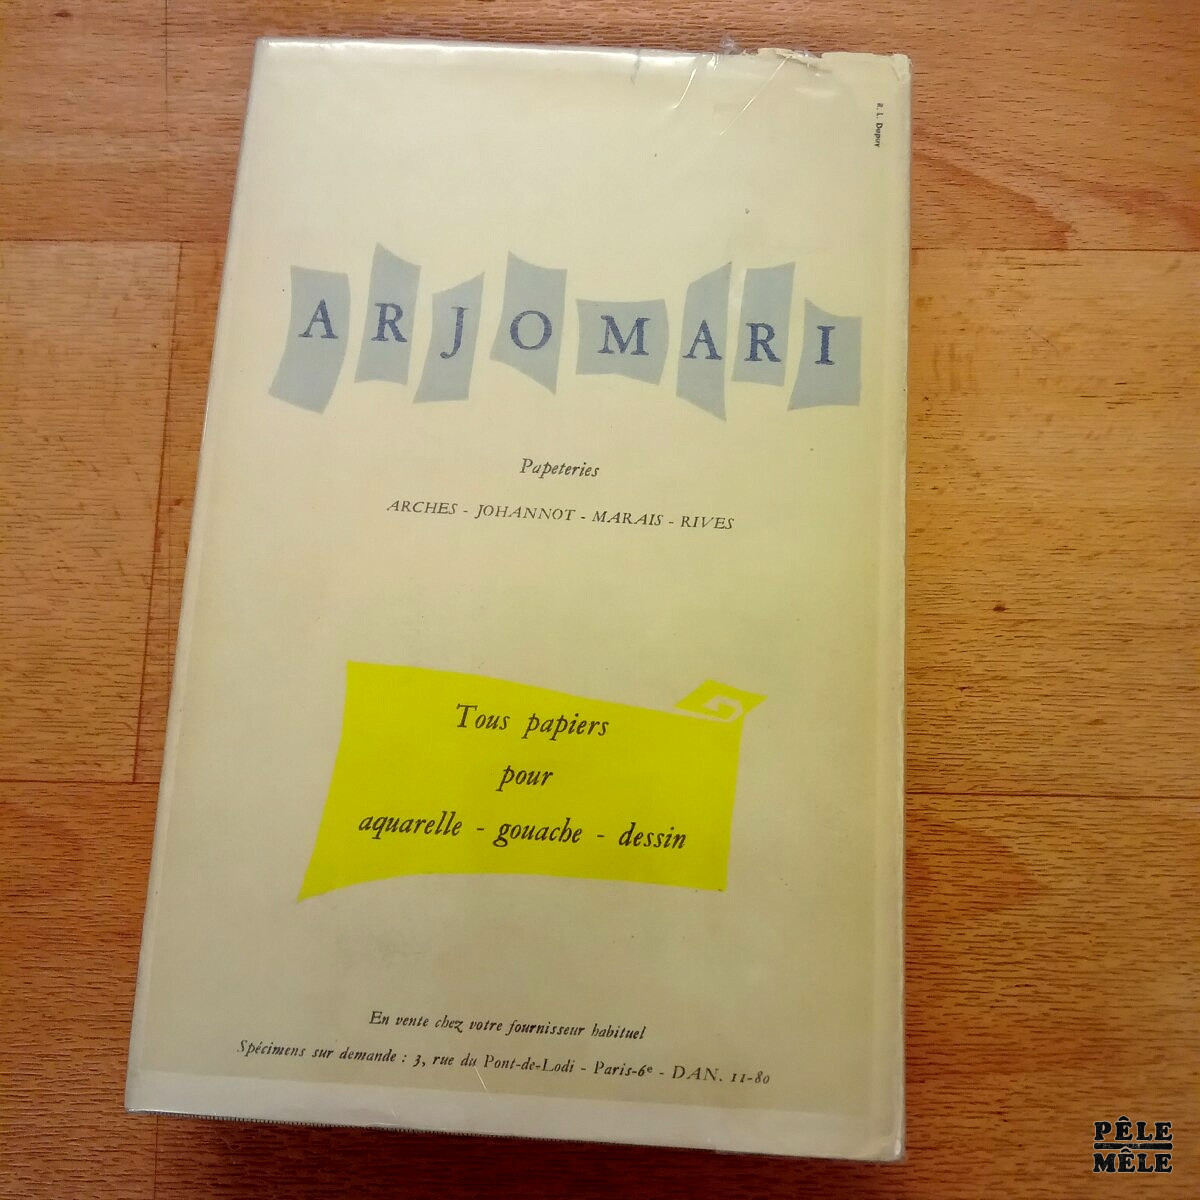 R. L. Dupuy
ARJOMARI
Papeteries
ARCHES - JOHANNOT - MARAIS - RIVES
Tous papiers
pour
aquarelle - gouache - dessin
En vente chez votre fournisseur habituel
Spécimens sur demande : 3, rue du Pont-de-Lodi - Paris-6e - DAN. 11-80
PÊLE
MÊLE